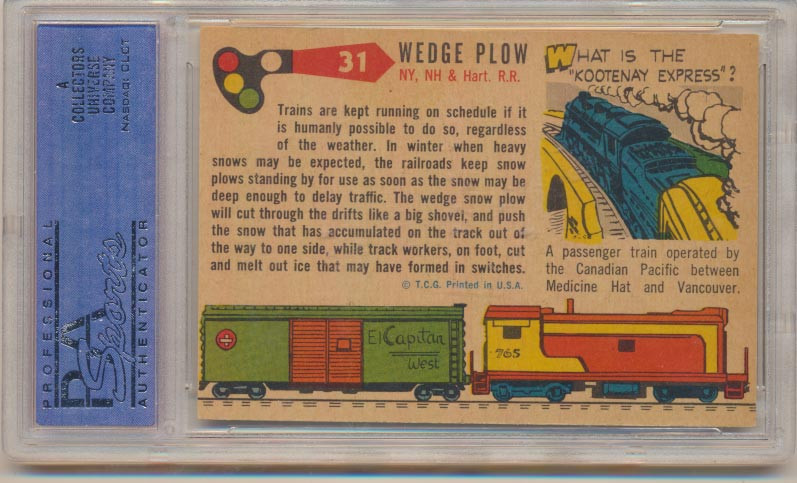 A
COLLECTORS
UNIVERSE
COMPANY
NASDAQ: CLCT
PROFESSIONAL
PSA
Sports
AUTHENTICATOR
31
WEDGE PLOW
NY, NH & Hart. R.R.
Trains are kept running on schedule if it
is humanly possible to do so, regardless
of the weather. In winter when heavy
snows may be expected, the railroads keep snow
plows standing by for use as soon as the snow may be
deep enough to delay traffic. The wedge snow plow
will cut through the drifts like a big shovel, and push
the snow that has accumulated on the track out of
the way to one side, while track workers, on foot, cut
and melt out ice that may have formed in switches.
© T.C.G. Printed in U.S.A.
WHAT IS THE
"KOOTENAY EXPRESS"?
A passenger train operated by
the Canadian Pacific between
Medicine Hat and Vancouver.
El Capitan
West
765